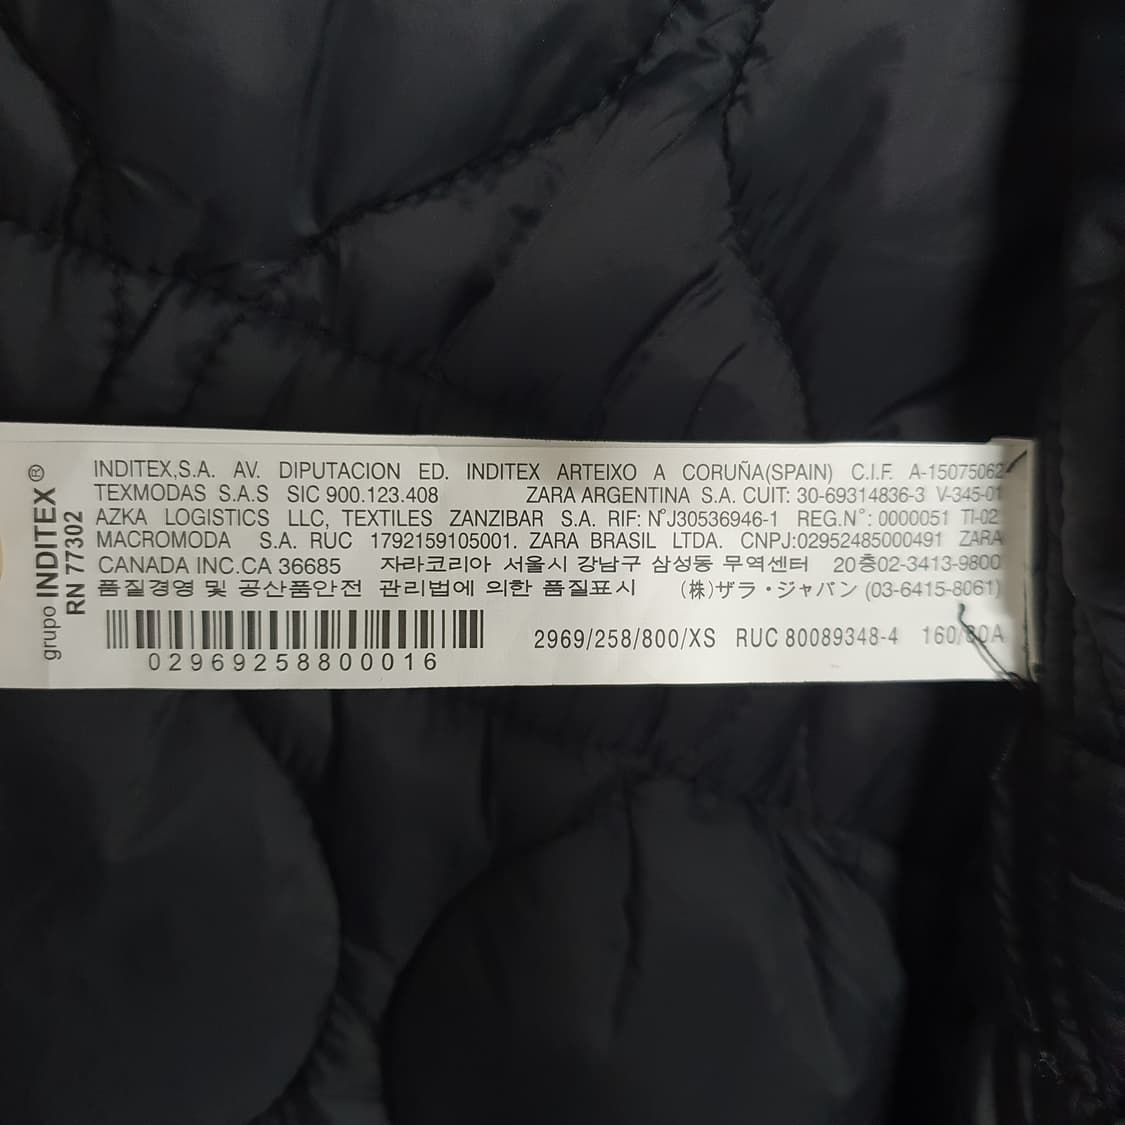 grupo INDITEX®
RN 77302
INDITEX,S.A. AV. DIPUTACION ED. INDITEX ARTEIXO A CORUÑA(SPAIN) C.I.F. A-15075062
TEXMODAS S.A.S SIC 900.123.408 ZARA ARGENTINA S.A. CUIT: 30-69314836-3 V-345-01
AZKA LOGISTICS LLC, TEXTILES ZANZIBAR S.A. RIF: N°J30536946-1 REG.N°: 0000051 TI-02
MACROMODA S.A. RUC 1792159105001. ZARA BRASIL LTDA. CNPJ:02952485000491 ZARA
CANADA INC.CA 36685 자라코리아 서울시 강남구 삼성동 무역센터 20층02-3413-9800
품질경영 및 공산품안전 관리법에 의한 품질표시 (株)ザラ・ジャパン (03-6415-8061)
2969/258/800/XS RUC 80089348-4 160/80A
02969258800016